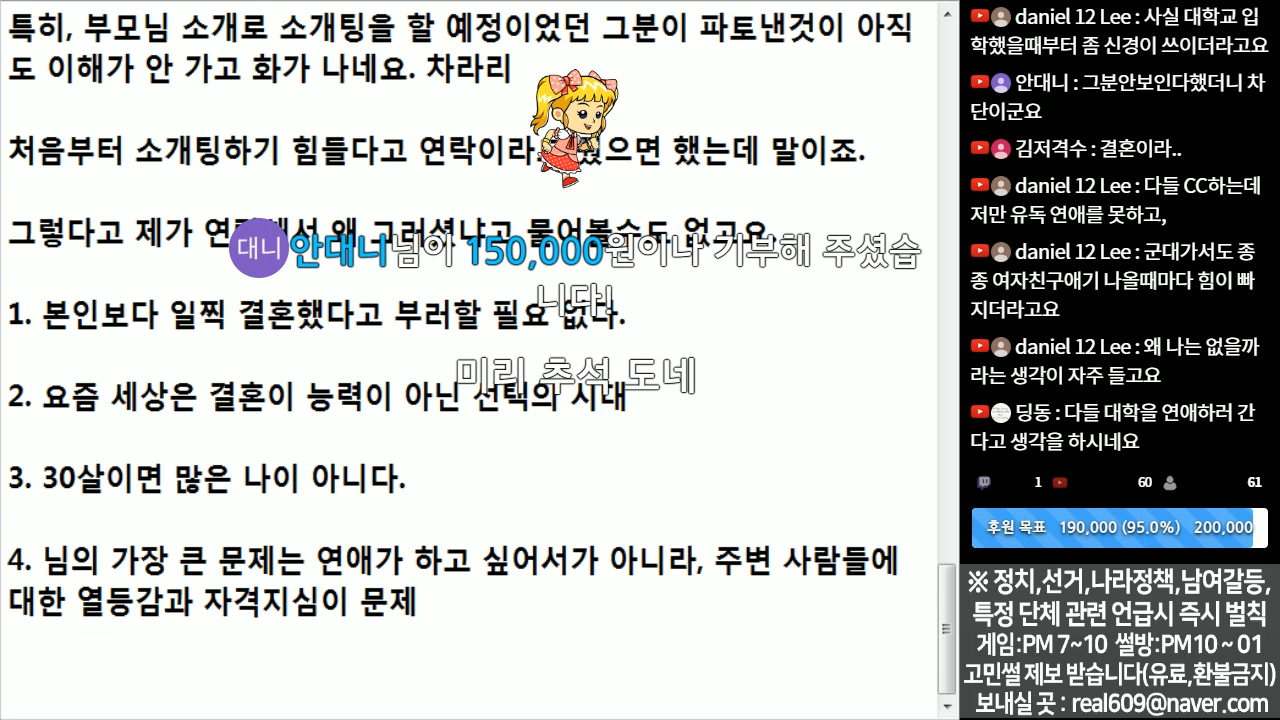 특히, 부모님 소개로 소개팅을 할 예정이었던 그분이 파토낸것이 아직
도 이해가 안 가고 화가 나네요. 차라리
처음부터 소개팅하기 힘들다고 연락이라 으면 했는데 말이죠.
그렇다고 제가 왜 그러셨냐고 물어볼수도 없고요.
대니 안대니님이 150,000원이나 기부해 주셨습
니다!
1. 본인보다 일찍 결혼했다고 부러할 필요 없다.
미리 추석 도네
2. 요즘 세상은 결혼이 능력이 아닌 선택의 시대
3. 30살이면 많은 나이 아니다.
4. 님의 가장 큰 문제는 연애가 하고 싶어서가 아니라, 주변 사람들에
대한 열등감과 자격지심이 문제
daniel 12 Lee : 사실 대학교 입
학했을때부터 좀 신경이 쓰이더라고요
안대니 : 그분안보인다했더니 차
단이군요
김저격수 : 결혼이라..
daniel 12 Lee : 다들 CC하는데
저만 유독 연애를 못하고,
daniel 12 Lee : 군대가서도 종
종 여자친구얘기 나올때마다 힘이 빠
지더라고요
daniel 12 Lee : 왜 나는 없을까
라는 생각이 자주 들고요
딩동 : 다들 대학을 연애하러 간
다고 생각을 하시네요
1 60 61
후원 목표 190,000 (95.0%) 200,000
※ 정치,선거,나라정책,남여갈등,
특정 단체 관련 언급시 즉시 벌칙
게임:PM 7~10 썰방:PM10 ~ 01
고민썰 제보 받습니다(유료,환불금지)
보내실 곳 : real609@naver.com